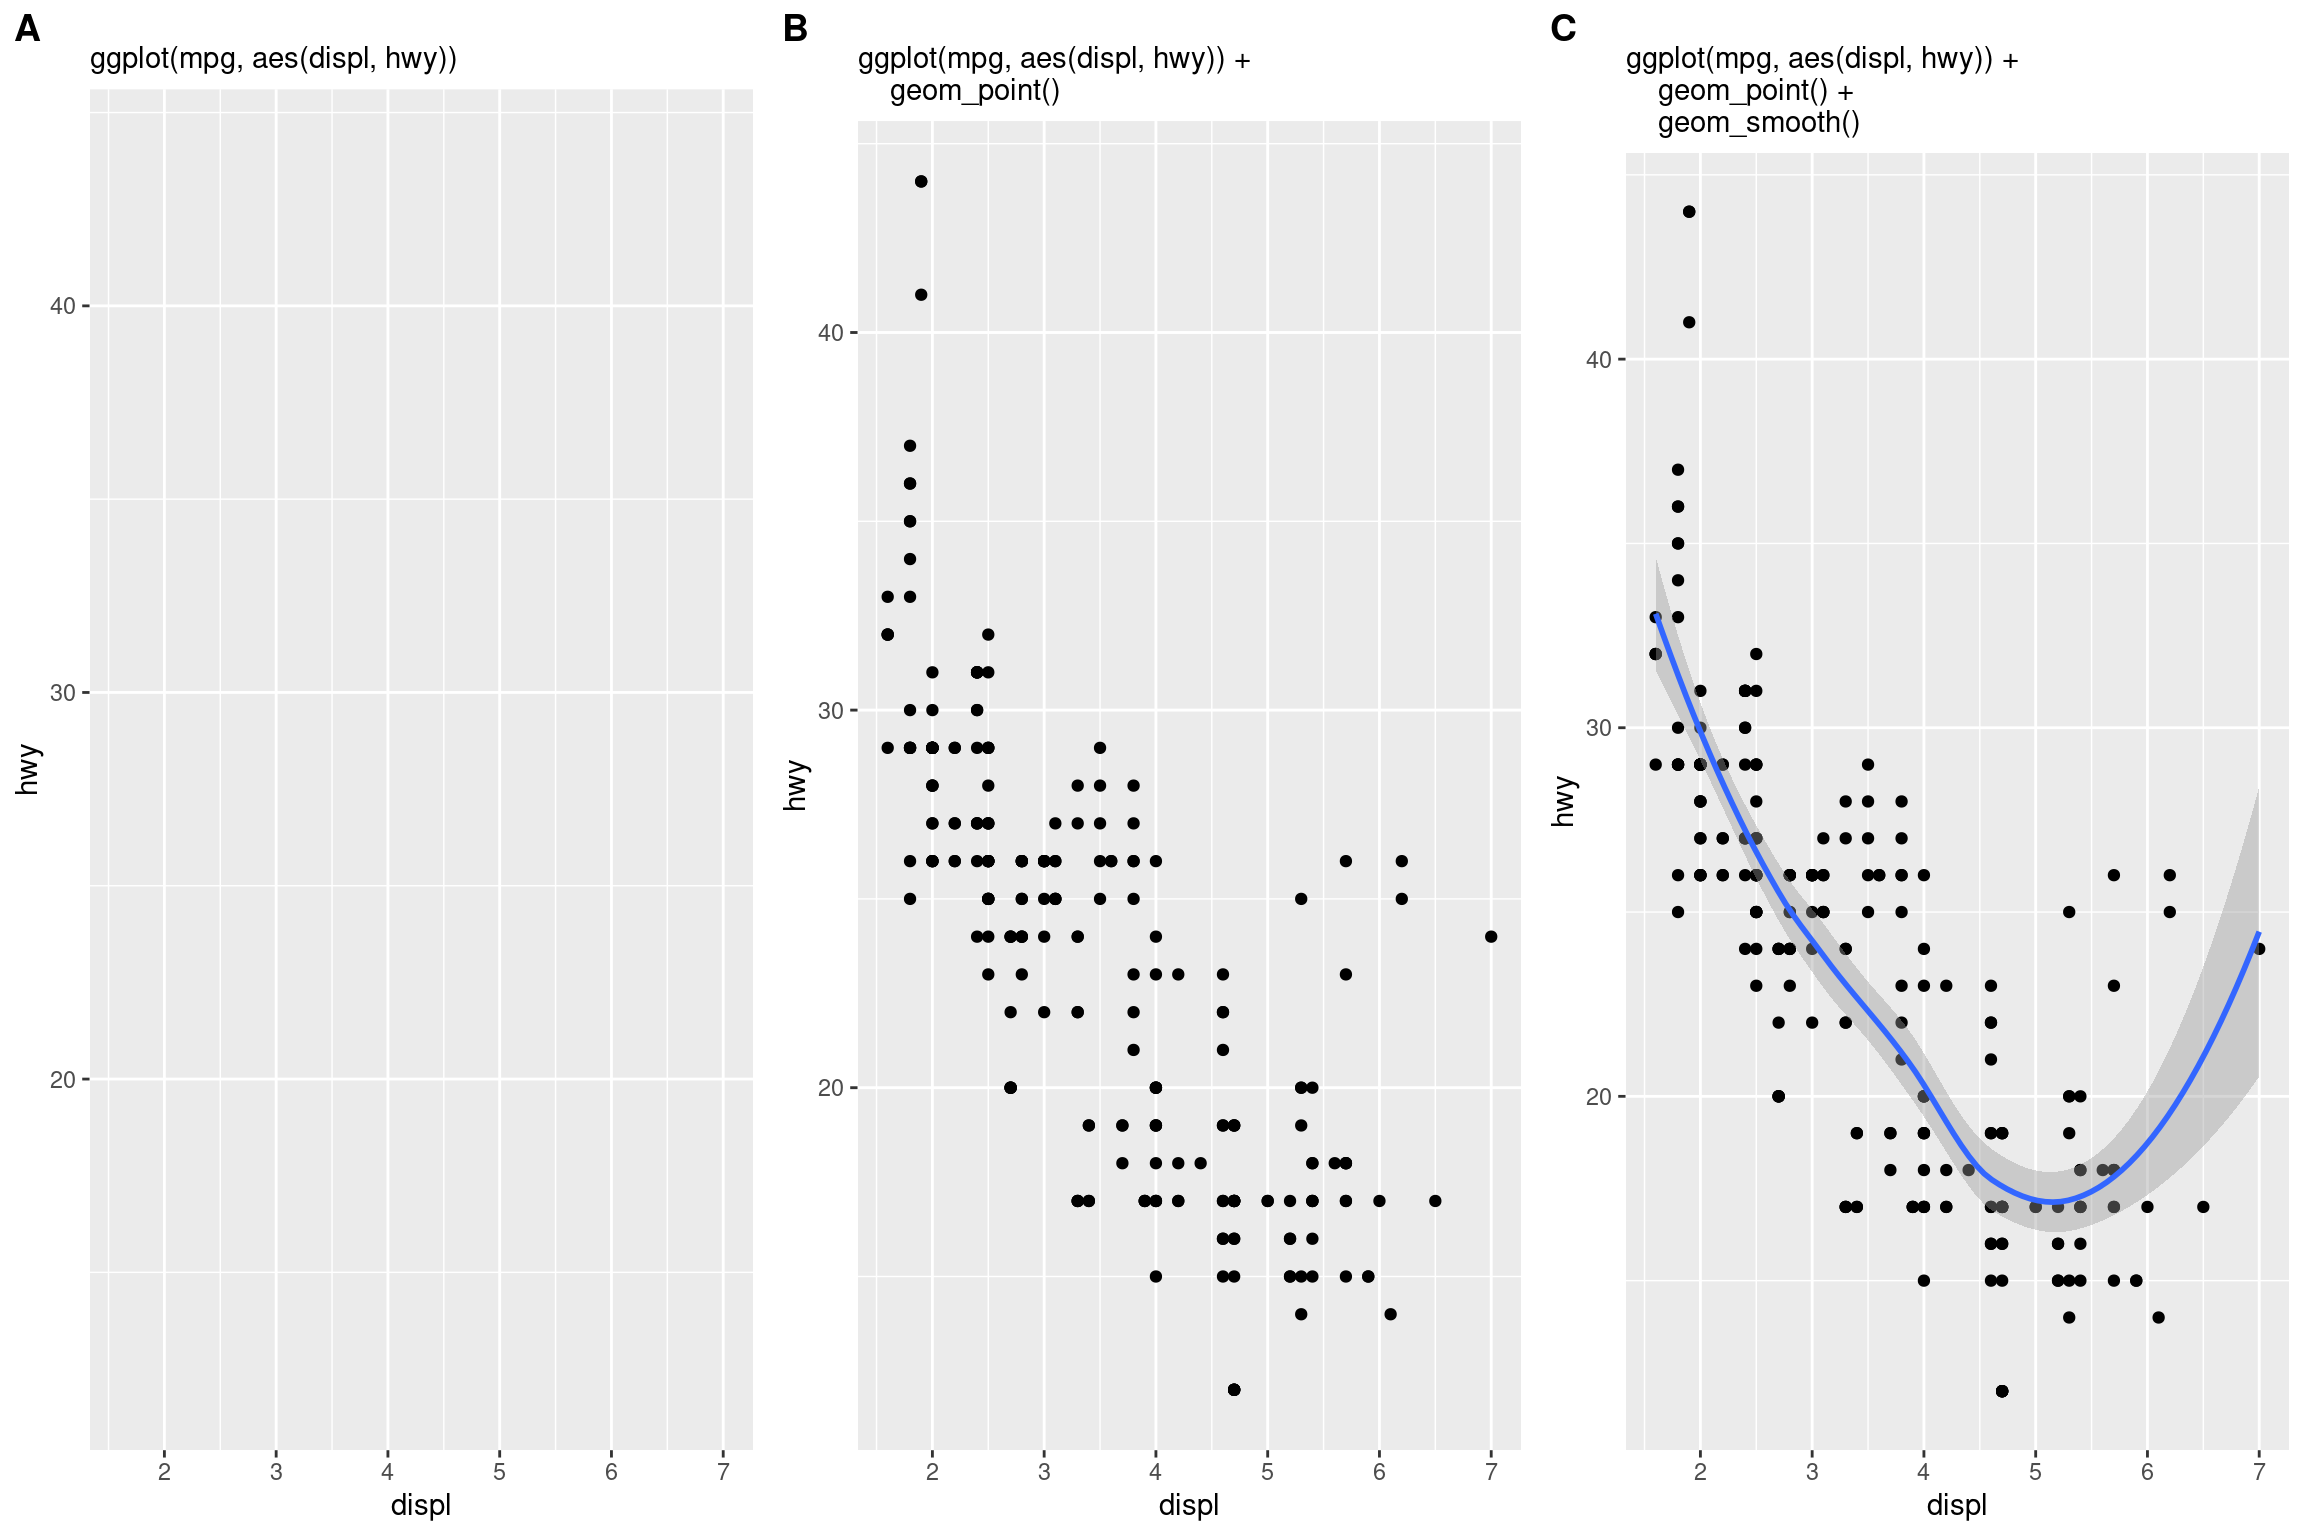 A
ggplot(mpg, aes(displ, hwy))
40
30
20
hwy
2 3 4 5 6 7
displ
B
ggplot(mpg, aes(displ, hwy)) +
geom_point()
40
30
20
hwy
2 3 4 5 6 7
displ
C
ggplot(mpg, aes(displ, hwy)) +
geom_point() +
geom_smooth()
40
30
20
hwy
2 3 4 5 6 7
displ